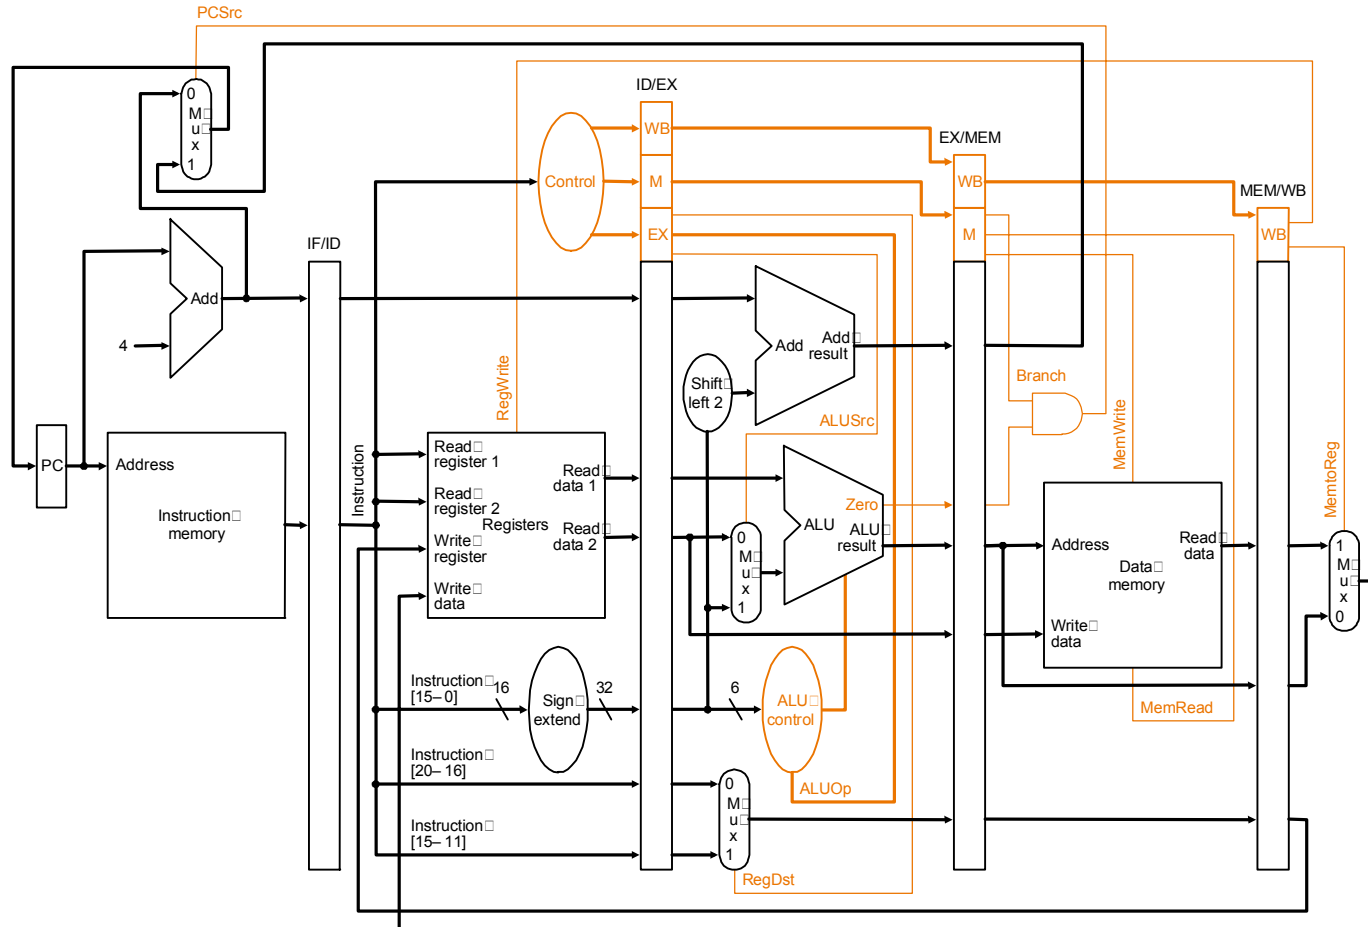 PCSrc
ID/EX
0
M
u
x
1
WB
EX/MEM
Control
M
WB
MEM/WB
IF/ID
EX
M
WB
Add
4
Add
Add
result
RegWrite
Shift
left 2
Branch
ALUSrc
MemWrite
PC
Address
Instruction
memory
Instruction
Read
register 1
Read
register 2
Registers
Write
register
Write
data
Read
data 1
Read
data 2
0
M
u
x
1
Zero
ALU
ALU
result
Address
Data
memory
Read
data
Write
data
MemtoReg
1
M
u
x
0
Instruction
[15– 0]
16
Sign
extend
32
6
ALU
control
MemRead
Instruction
[20– 16]
ALUOp
0
M
u
x
1
Instruction
[15– 11]
RegDst